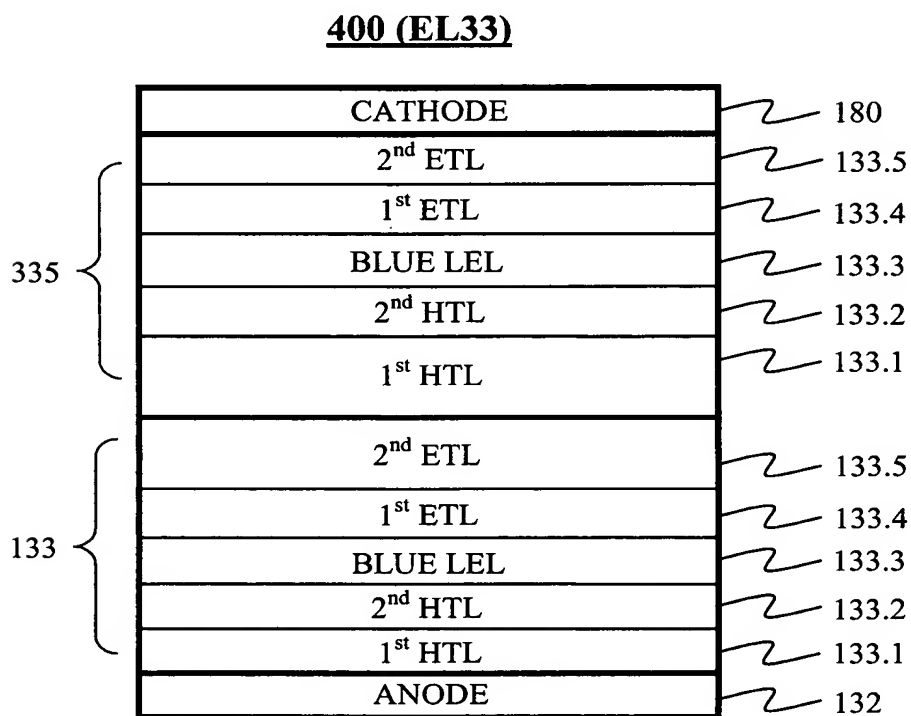 400 (EL33)
CATHODE 180
2nd ETL 133.5
1st ETL 133.4
335 BLUE LEL 133.3
2nd HTL 133.2
1st HTL 133.1
2nd ETL 133.5
1st ETL 133.4
133 BLUE LEL 133.3
2nd HTL 133.2
1st HTL 133.1
ANODE 132